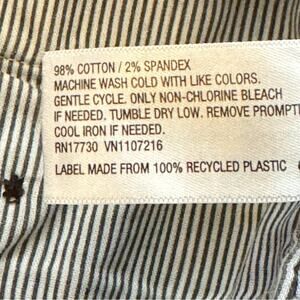 98% COTTON / 2% SPANDEX
MACHINE WASH COLD WITH LIKE COLORS.
GENTLE CYCLE. ONLY NON-CHLORINE BLEACH
IF NEEDED. TUMBLE DRY LOW. REMOVE PROMPT
COOL IRON IF NEEDED.
RN17730 VN1107216
LABEL MADE FROM 100% RECYCLED PLASTIC